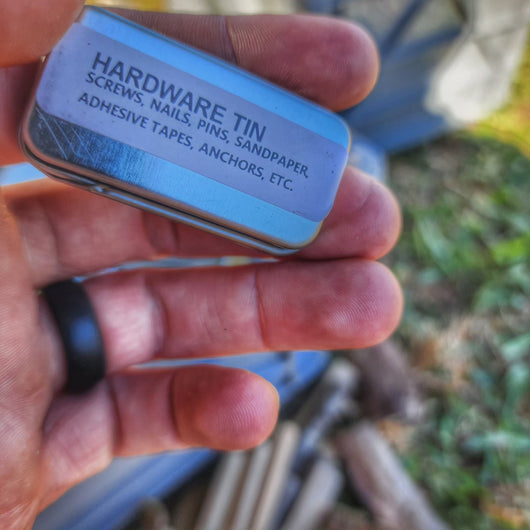 HARDWARE TIN
SCREWS, NAILS, PINS, SANDPAPER,
ADHESIVE TAPES, ANCHORS, ETC.